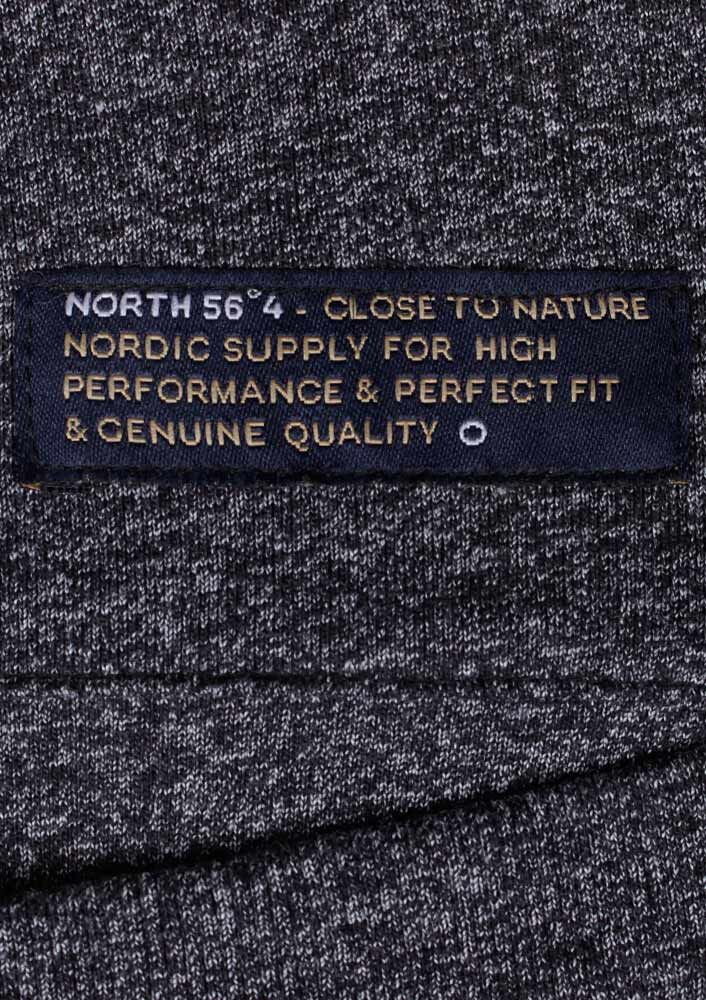 NORTH 56°4 - CLOSE TO NATURE
NORDIC SUPPLY FOR HIGH
PERFORMANCE & PERFECT FIT
& GENUINE QUALITY O